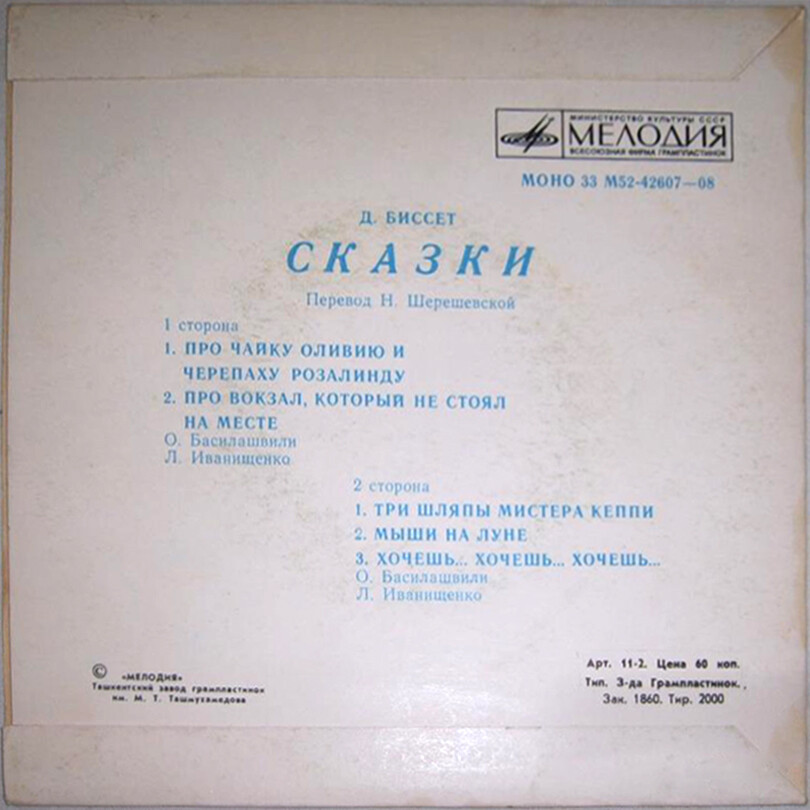 МИНИСТЕРСТВО КУЛЬТУРЫ СССР
МЕЛОДИЯ
ВСЕСОЮЗНАЯ ФИРМА ГРАМПЛАСТИНОК
МОНО 33 М52-42607—08
Д. БИССЕТ
СКАЗКИ
Перевод Н. Шерешевской
1 сторона
1. ПРО ЧАЙКУ ОЛИВИЮ И
ЧЕРЕПАХУ РОЗАЛИНДУ
2. ПРО ВОКЗАЛ, КОТОРЫЙ НЕ СТОЯЛ
НА МЕСТЕ
О. Басилашвили
Л. Иванищенко
2 сторона
1. ТРИ ШЛЯПЫ МИСТЕРА КЕППИ
2. МЫШИ НА ЛУНЕ
3. ХОЧЕШЬ... ХОЧЕШЬ... ХОЧЕШЬ...
О. Басилашвили
Л. Иванищенко
© «МЕЛОДИЯ»
Ташкентский завод грампластинок
им. М. Т. Ташмухамедова
Арт. 11-2. Цена 60 коп.
Тип. З-да Грампластинок.,
Зак. 1860. Тир. 2000